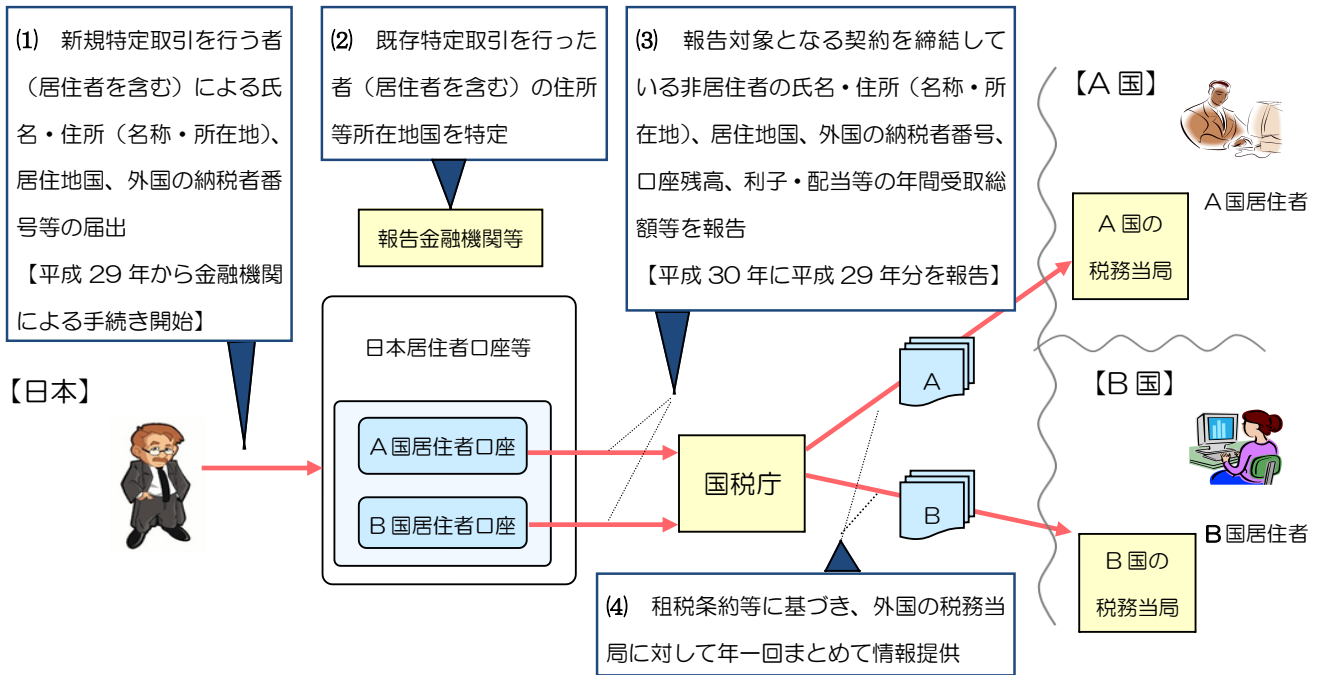 ⑴ 新規特定取引を行う者
（居住者を含む）による氏
名・住所（名称・所在地）、
居住地国、外国の納税者番
号等の届出
【平成 29 年から金融機関
による手続き開始】
⑵ 既存特定取引を行った
者（居住者を含む）の住所
等所在地国を特定
報告金融機関等
⑶ 報告対象となる契約を締結して
いる非居住者の氏名・住所（名称・所
在地）、居住地国、外国の納税者番号、
口座残高、利子・配当等の年間受取総
額等を報告
【平成 30 年に平成 29 年分を報告】
【A 国】
A 国居住者
A 国の
税務当局
【日本】
日本居住者口座等
A 国居住者口座
B 国居住者口座
国税庁
A
B
【B 国】
B 国居住者
B 国の
税務当局
⑷ 租税条約等に基づき、外国の税務当
局に対して年一回まとめて情報提供